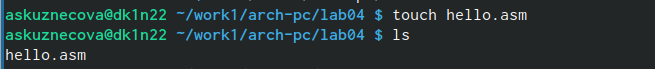 askuznecova@dk1n22 ~/work1/arch-pc/lab04 $ touch hello.asm
askuznecova@dk1n22 ~/work1/arch-pc/lab04 $ ls
hello.asm